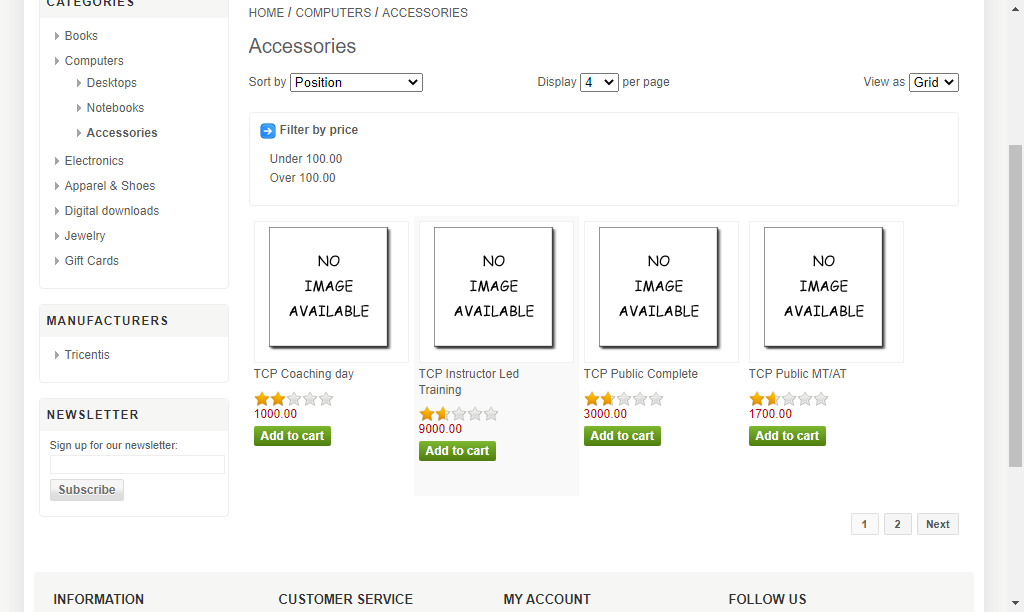 CATEGORIES
Books
Computers
Desktops
Notebooks
Accessories
Electronics
Apparel & Shoes
Digital downloads
Jewelry
Gift Cards
MANUFACTURERS
Tricentis
NEWSLETTER
Sign up for our newsletter:
Subscribe
HOME / COMPUTERS / ACCESSORIES
Accessories
Sort by Position Display 4 per page View as Grid
Filter by price
Under 100.00
Over 100.00
NO
IMAGE
AVAILABLE
TCP Coaching day
1000.00
Add to cart
NO
IMAGE
AVAILABLE
TCP Instructor Led
Training
9000.00
Add to cart
NO
IMAGE
AVAILABLE
TCP Public Complete
3000.00
Add to cart
NO
IMAGE
AVAILABLE
TCP Public MT/AT
1700.00
Add to cart
1 2 Next
INFORMATION CUSTOMER SERVICE MY ACCOUNT FOLLOW US